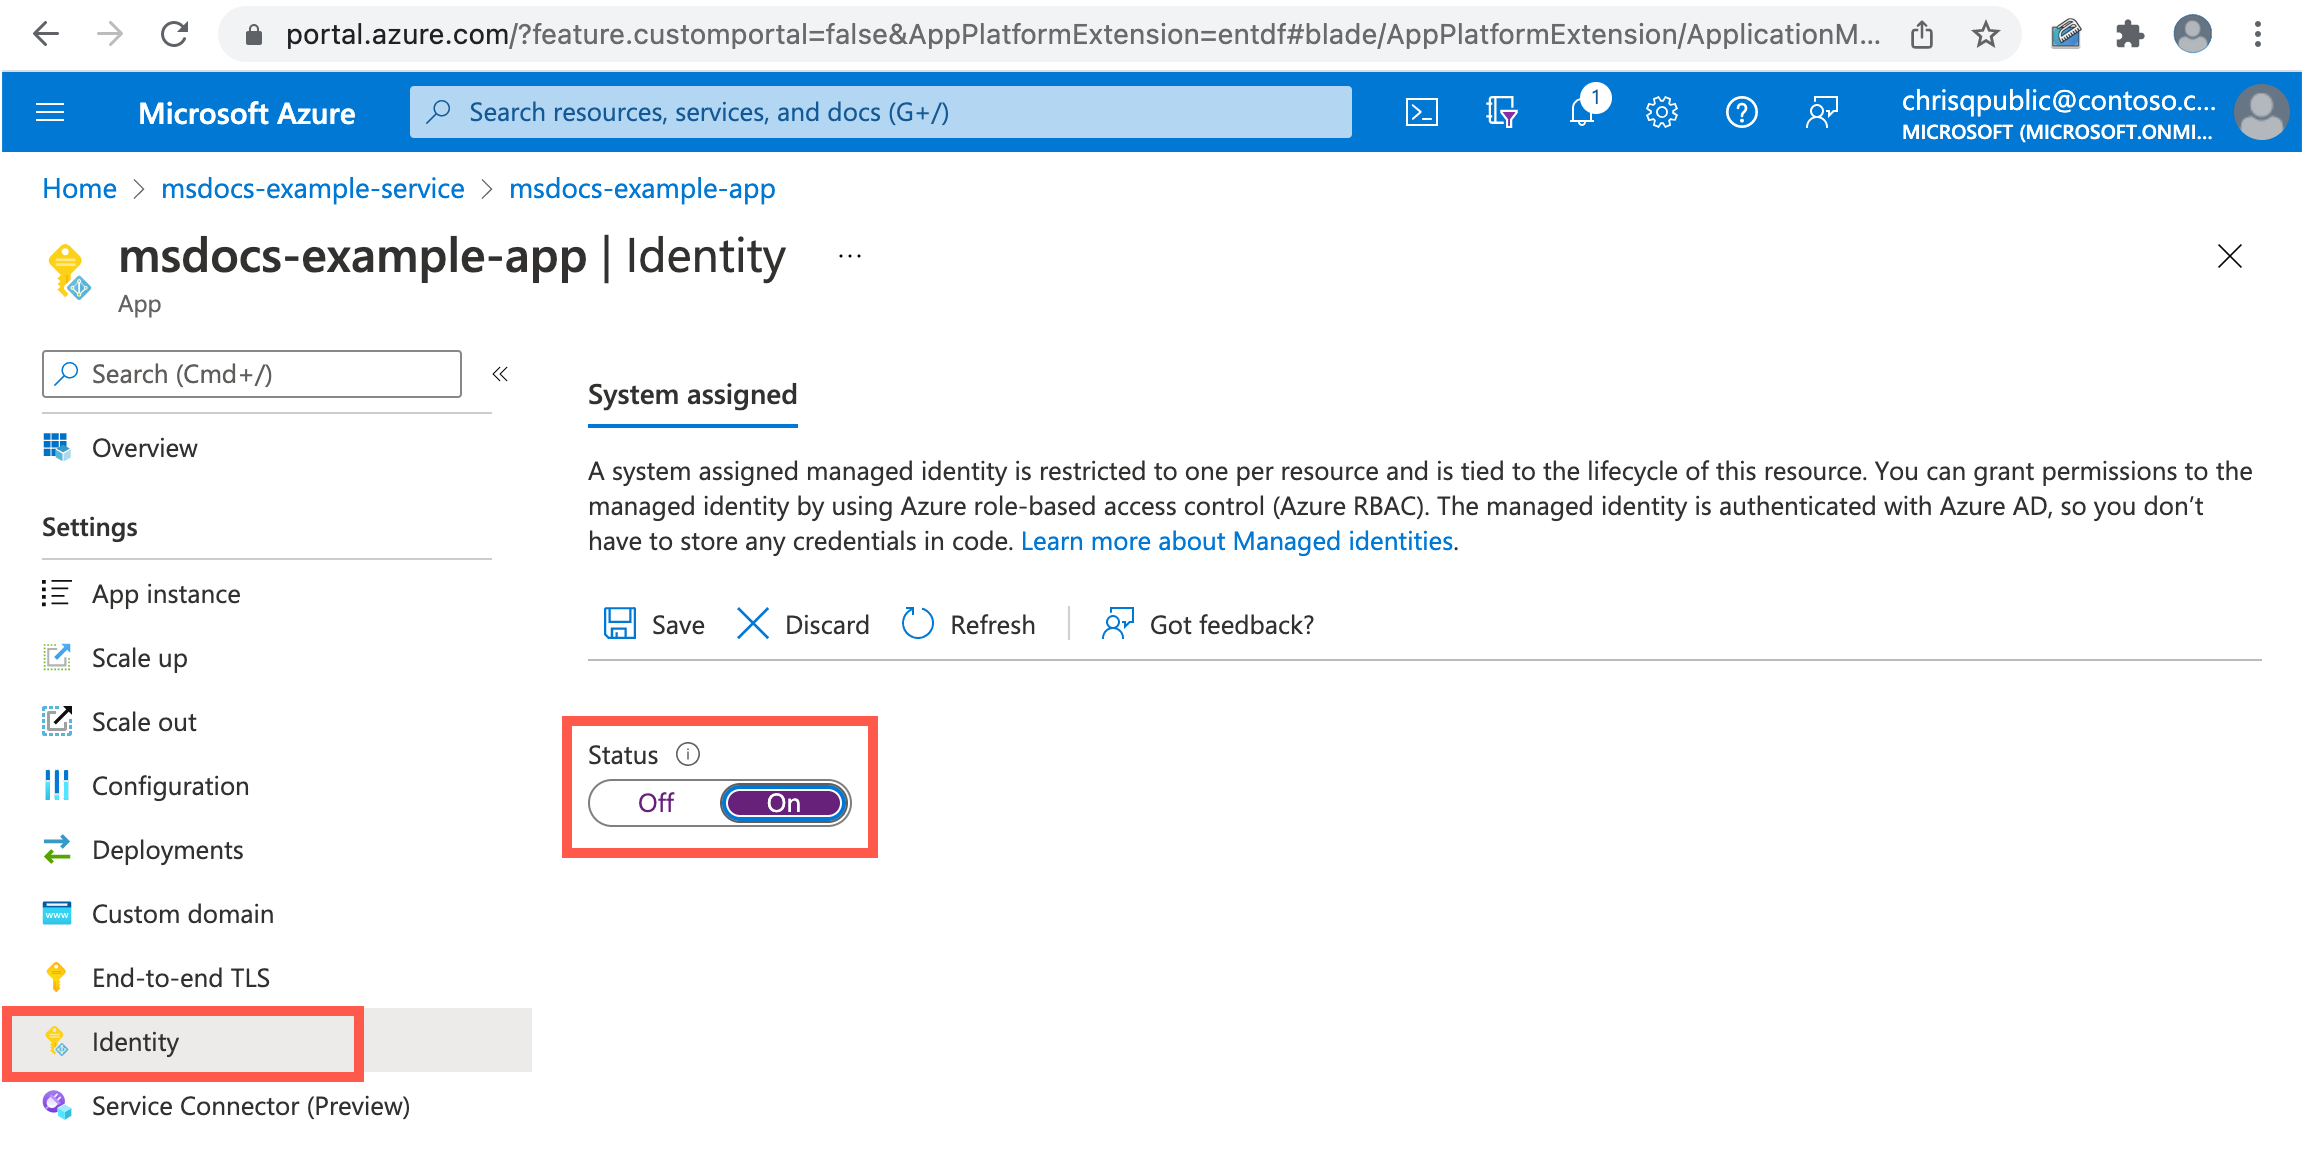 portal.azure.com/?feature.customportal=false&AppPlatformExtension=entdf#blade/AppPlatformExtension/ApplicationM...
Microsoft Azure
Search resources, services, and docs (G+/)
1
chrisqpublic@contoso.c...
MICROSOFT (MICROSOFT.ONMI...
Home > msdocs-example-service > msdocs-example-app
msdocs-example-app | Identity ...
App
Search (Cmd+/)
«
Overview
Settings
App instance
Scale up
Scale out
Configuration
Deployments
www
Custom domain
End-to-end TLS
Identity
Service Connector (Preview)
System assigned
A system assigned managed identity is restricted to one per resource and is tied to the lifecycle of this resource. You can grant permissions to the
managed identity by using Azure role-based access control (Azure RBAC). The managed identity is authenticated with Azure AD, so you don’t
have to store any credentials in code. Learn more about Managed identities.
Save Discard Refresh Got feedback?
Status
Off On